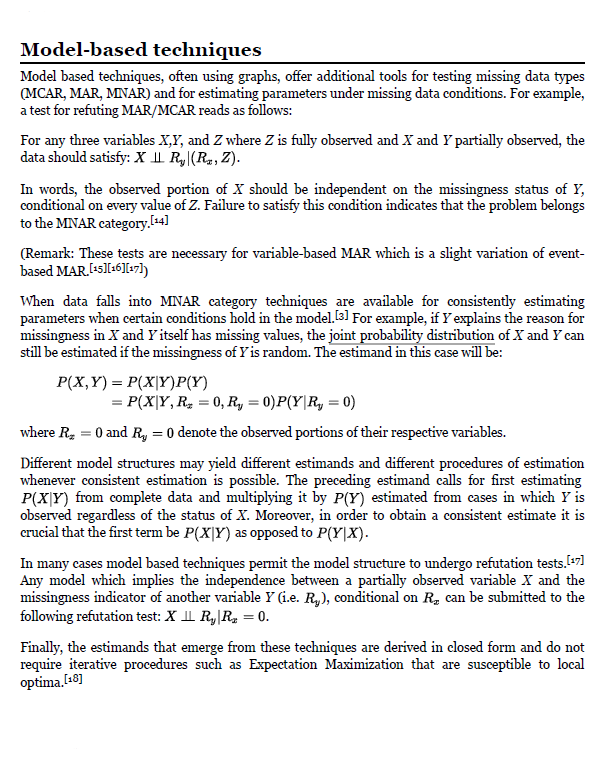 Model-based techniques
Model based techniques, often using graphs, offer additional tools for testing missing data types
(MCAR, MAR, MNAR) and for estimating parameters under missing data conditions. For example,
a test for refuting MAR/MCAR reads as follows:
For any three variables X,Y, and Z where Z is fully observed and X and Y partially observed, the
data should satisfy: X ⊥⊥ R_y|(R_x, Z).
In words, the observed portion of X should be independent on the missingness status of Y,
conditional on every value of Z. Failure to satisfy this condition indicates that the problem belongs
to the MNAR category.[14]
(Remark: These tests are necessary for variable-based MAR which is a slight variation of event-
based MAR.[15][16][17])
When data falls into MNAR category techniques are available for consistently estimating
parameters when certain conditions hold in the model.[3] For example, if Y explains the reason for
missingness in X and Y itself has missing values, the joint probability distribution of X and Y can
still be estimated if the missingness of Y is random. The estimand in this case will be:
P(X, Y) = P(X|Y)P(Y)
= P(X|Y, R_x = 0, R_y = 0)P(Y|R_y = 0)
where R_x = 0 and R_y = 0 denote the observed portions of their respective variables.
Different model structures may yield different estimands and different procedures of estimation
whenever consistent estimation is possible. The preceding estimand calls for first estimating
P(X|Y) from complete data and multiplying it by P(Y) estimated from cases in which Y is
observed regardless of the status of X. Moreover, in order to obtain a consistent estimate it is
crucial that the first term be P(X|Y) as opposed to P(Y|X).
In many cases model based techniques permit the model structure to undergo refutation tests.[17]
Any model which implies the independence between a partially observed variable X and the
missingness indicator of another variable Y (i.e. R_y), conditional on R_x can be submitted to the
following refutation test: X ⊥⊥ R_y|R_x = 0.
Finally, the estimands that emerge from these techniques are derived in closed form and do not
require iterative procedures such as Expectation Maximization that are susceptible to local
optima.[18]